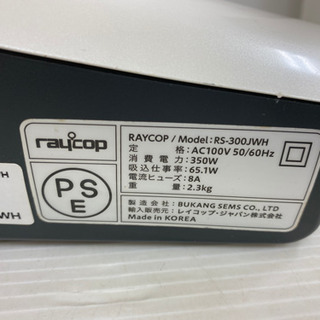 raycop
RAYCOP / Model: RS-300JWH
定格: AC100V 50/60Hz
消費電力: 350W
吸込仕事率: 65.1W
電流ヒューズ: 8A
重量: 2.3kg
PS
E
製造会社: BUKANG SEMS CO., LTD
輸入販売元: レイコップ・ジャパン株式会社
Made in KOREA
H
WH